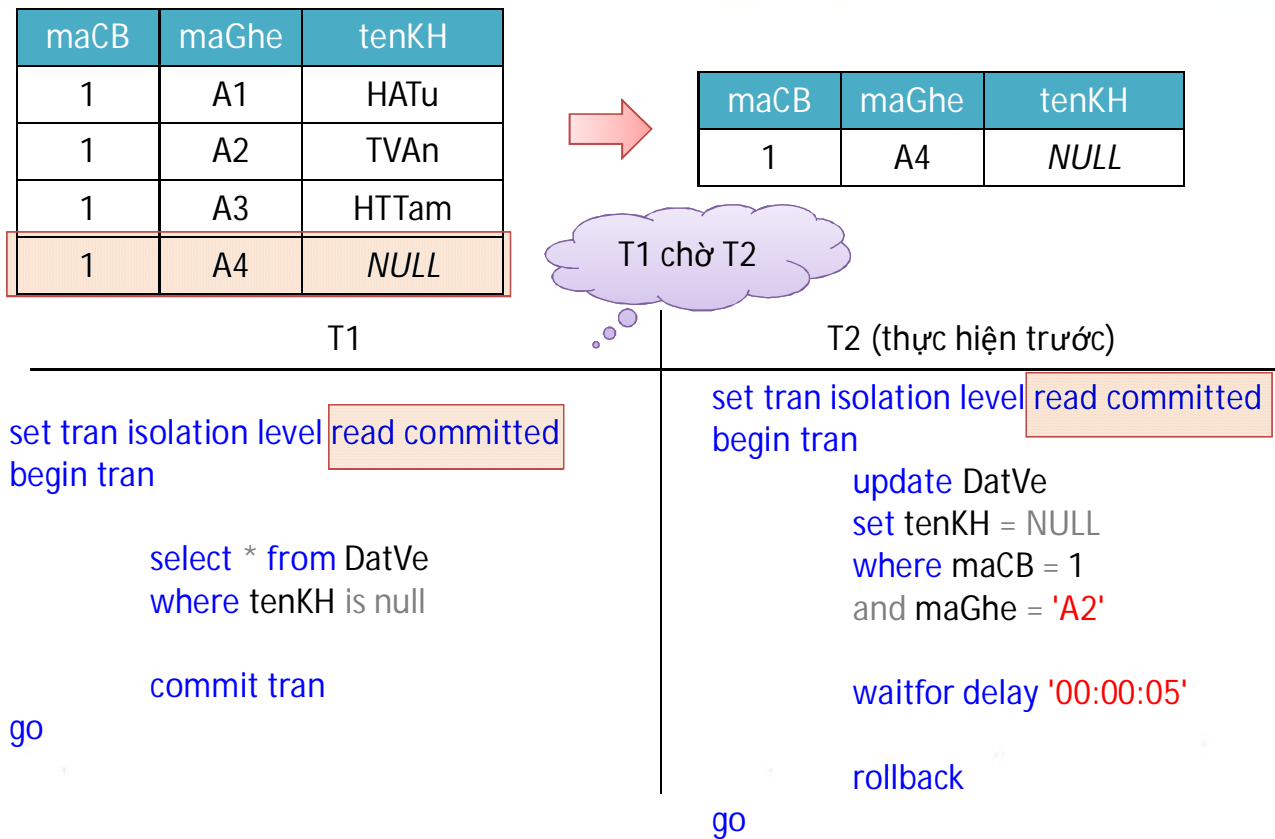 maCB maGhe tenKH
1 A1 HATu
1 A2 TVAn
1 A3 HTTam
1 A4 NULL
maCB maGhe tenKH
1 A4 NULL
T1 chờ T2
T1
set tran isolation level read committed
begin tran
select * from DatVe
where tenKH is null
commit tran
go
T2 (thực hiện trước)
set tran isolation level read committed
begin tran
update DatVe
set tenKH = NULL
where maCB = 1
and maGhe = 'A2'
waitfor delay '00:00:05'
rollback
go